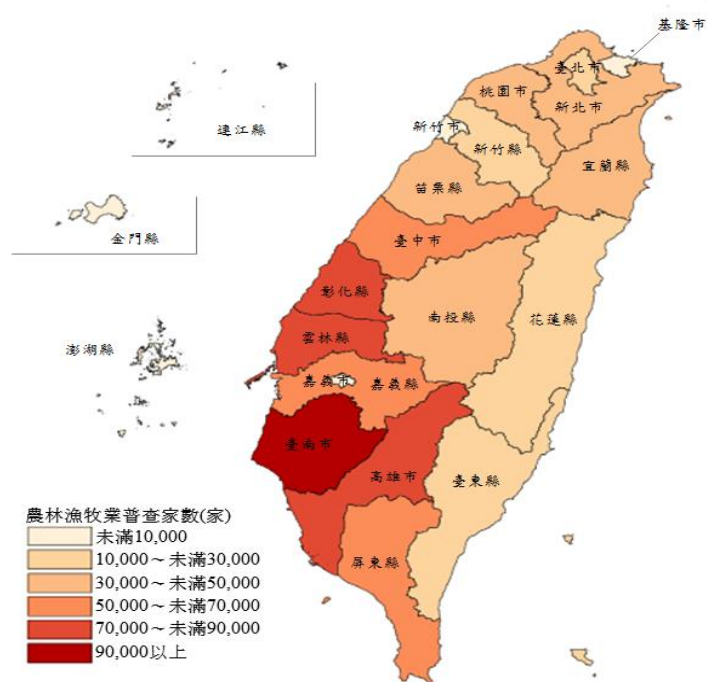 基隆市
臺北市
桃園市
新北市
新竹市
新竹縣
宜蘭縣
連江縣
苗栗縣
金門縣
臺中市
彰化縣
南投縣
花蓮縣
雲林縣
澎湖縣
嘉義市
嘉義縣
臺南市
高雄市
臺東縣
屏東縣
農林漁牧業普查家數(家)
未滿10,000
10,000～未滿30,000
30,000～未滿50,000
50,000～未滿70,000
70,000～未滿90,000
90,000以上